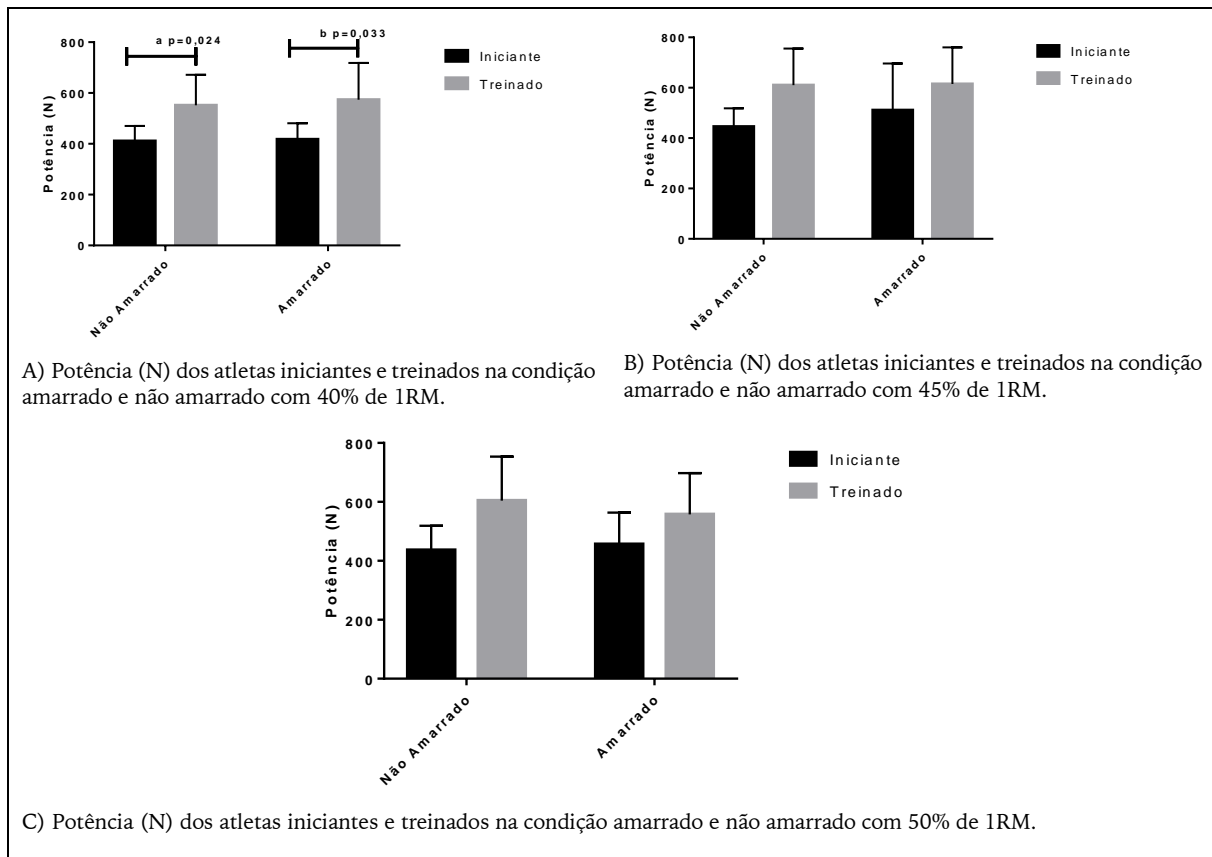 a p=0,024
b p=0,033
800
600
400
200
0
Potência (N)
Não Amarrado
Amarrado
Iniciante
Treinado
A) Potência (N) dos atletas iniciantes e treinados na condição
amarrado e não amarrado com 40% de 1RM.
800
600
400
200
0
Potência (N)
Não Amarrado
Amarrado
Iniciante
Treinado
B) Potência (N) dos atletas iniciantes e treinados na condição
amarrado e não amarrado com 45% de 1RM.
800
600
400
200
0
Potência (N)
Não Amarrado
Amarrado
Iniciante
Treinado
C) Potência (N) dos atletas iniciantes e treinados na condição amarrado e não amarrado com 50% de 1RM.